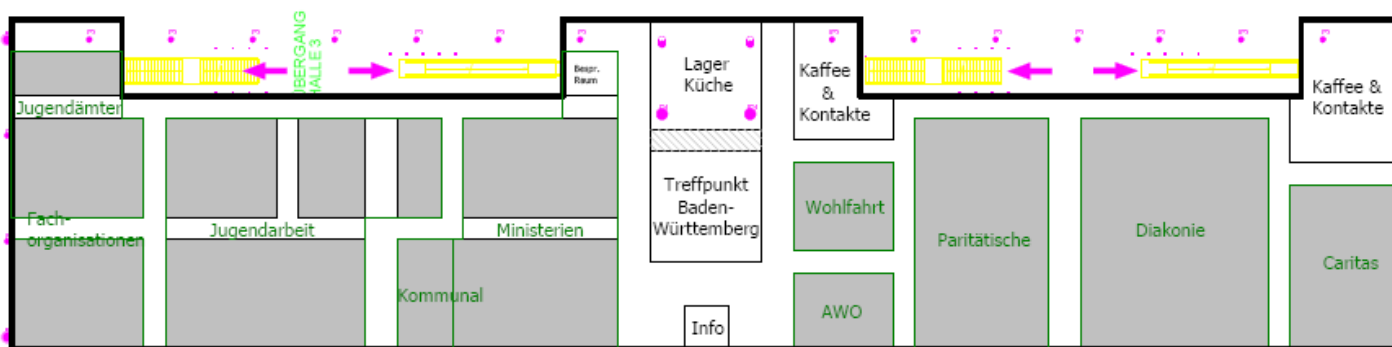 ÜBERGANG
HALLE 3
Bespr.
Raum
Lager
Küche
Kaffee
&
Kontakte
Kaffee &
Kontakte
Jugendämter
Treffpunkt
Baden-
Württemberg
Wohlfahrt
Fach-
organisationen
Jugendarbeit
Ministerien
Paritätische
Diakonie
Caritas
Kommunal
AWO
Info